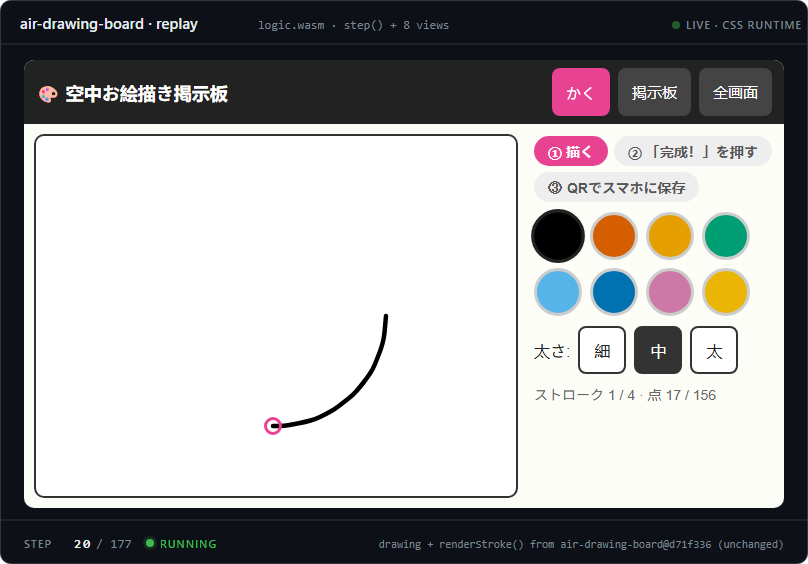 air-drawing-board · replay
logic.wasm · step() + 8 views
LIVE · CSS RUNTIME
空中お絵描き掲示板
かく
掲示板
全画面
① 描く
② 「完成！」を押す
③ QRでスマホに保存
太さ:
細
中
太
ストローク 1 / 4 · 点 17 / 156
STEP 20 / 177
RUNNING
drawing + renderStroke() from air-drawing-board@d71f336 (unchanged)